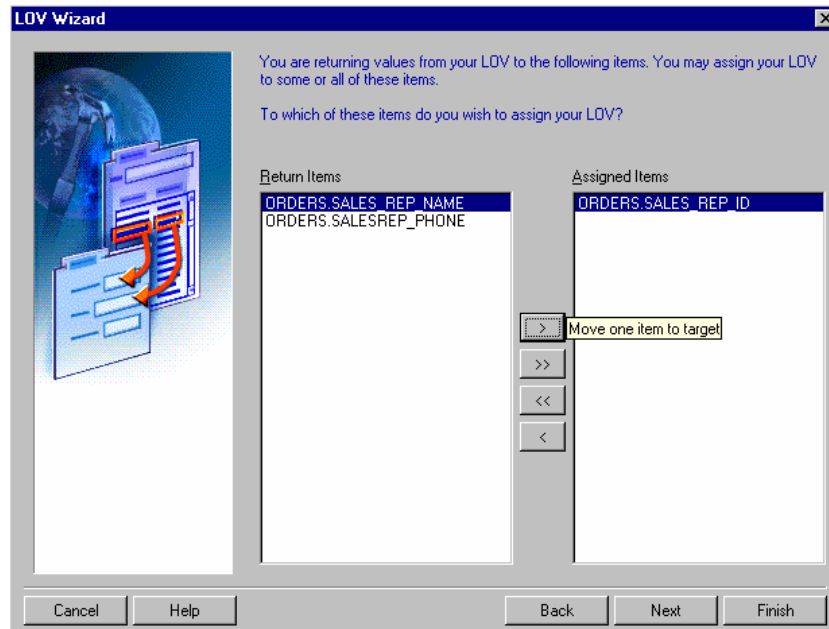 LOV Wizard
You are returning values from your LOV to the following items. You may assign your LOV
to some or all of these items.
To which of these items do you wish to assign your LOV?
Return Items
Assigned Items
ORDERS.SALES_REP_NAME
ORDERS.SALESREP_PHONE
ORDERS.SALES_REP_ID
>
Move one item to target
>>
<<
<
Cancel
Help
Back
Next
Finish